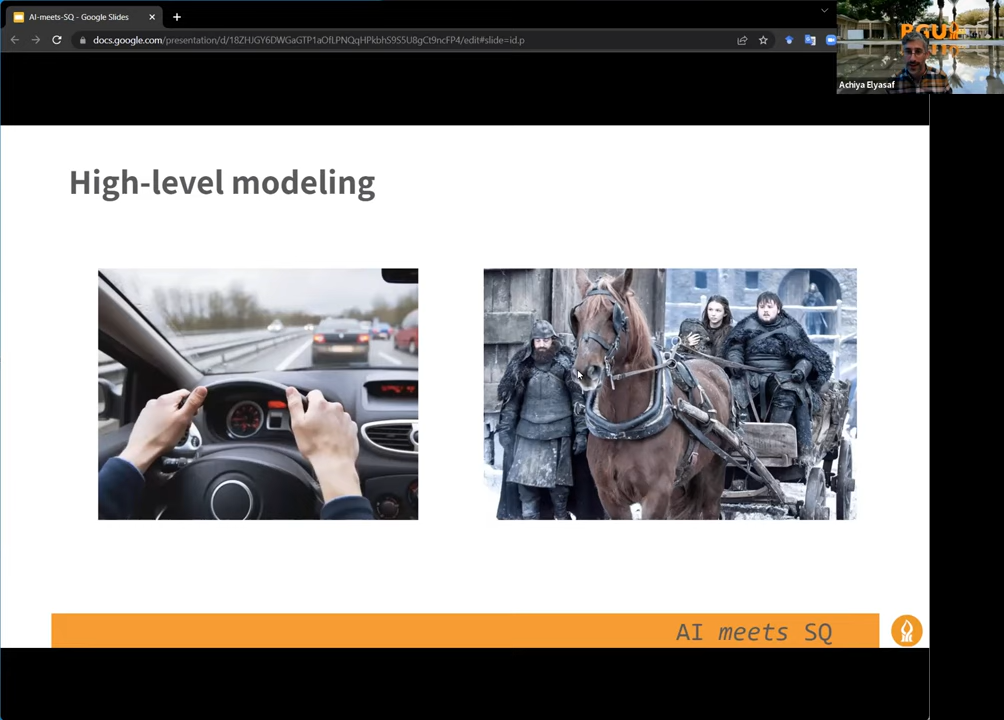 AI-meets-SQ - Google Slides
docs.google.com/presentation/d/18ZHJGY6DWGaGTP1aOfLPNQqHPkbhS9S5U8gCt9ncFP4/edit#slide=id.p
Achiya Elyasaf
High-level modeling
AI meets SQ